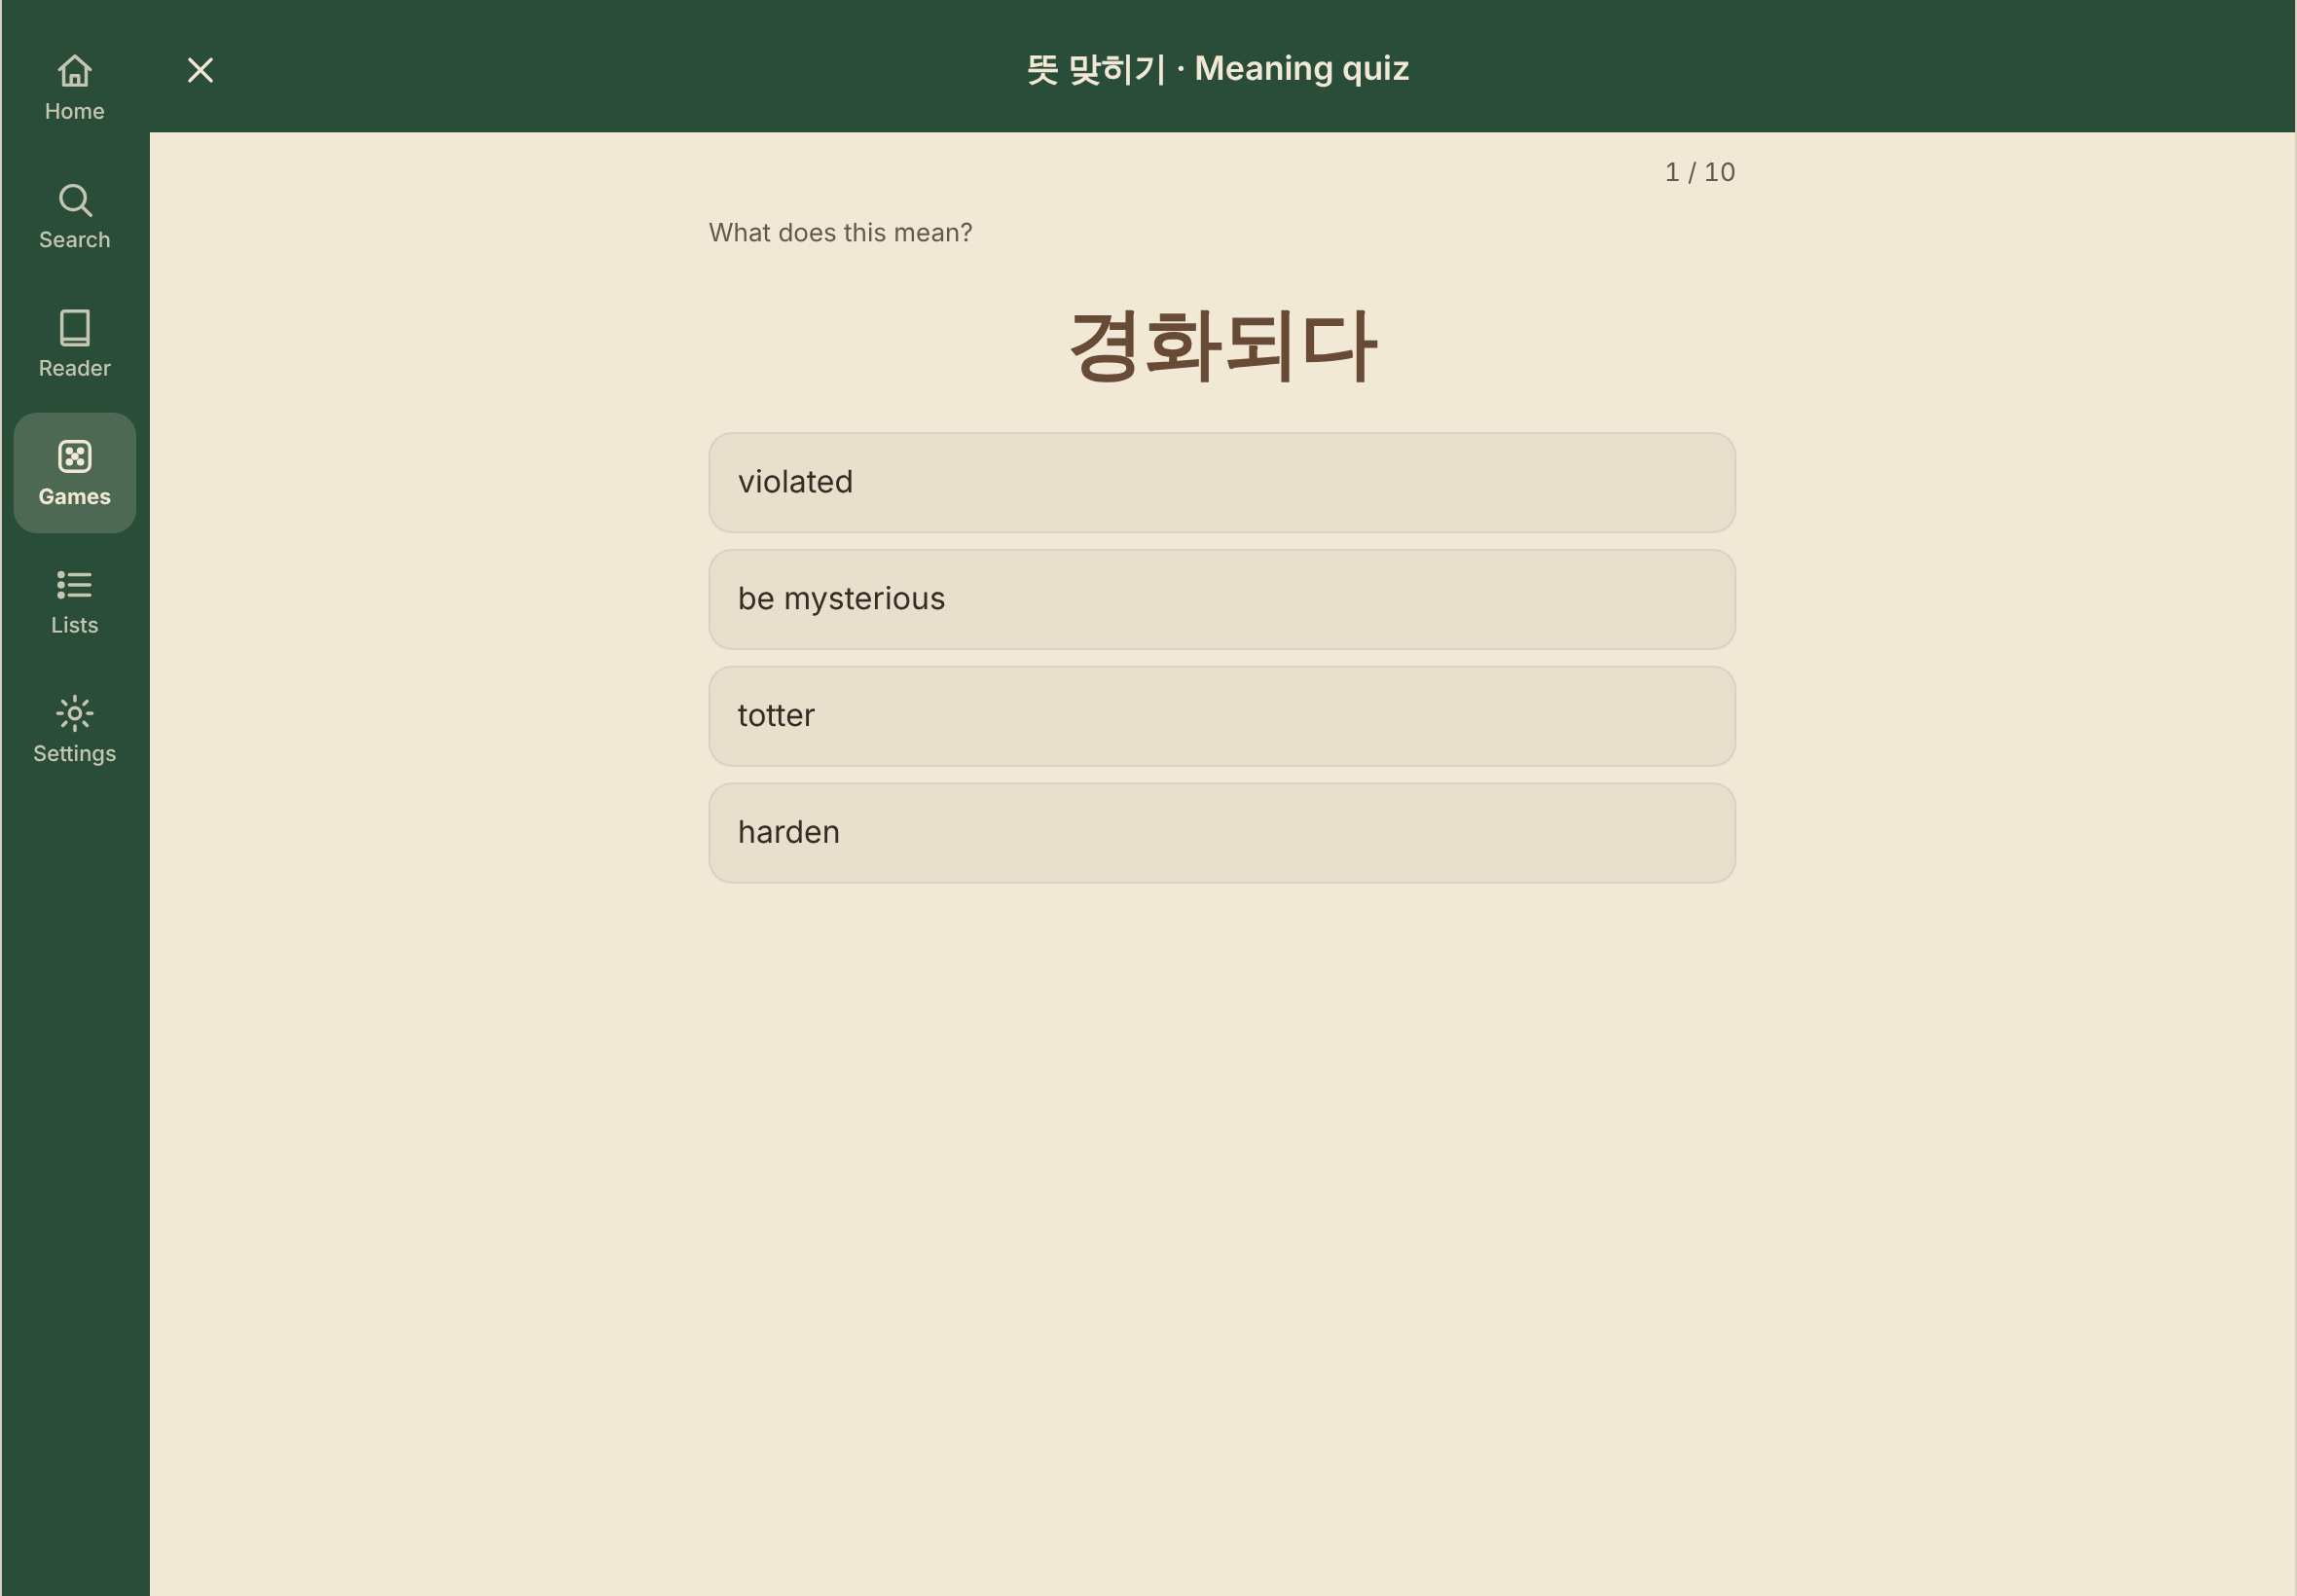 Home
Search
Reader
Games
Lists
Settings
뜻 맞히기 · Meaning quiz
1 / 10
What does this mean?
경화되다
violated
be mysterious
totter
harden